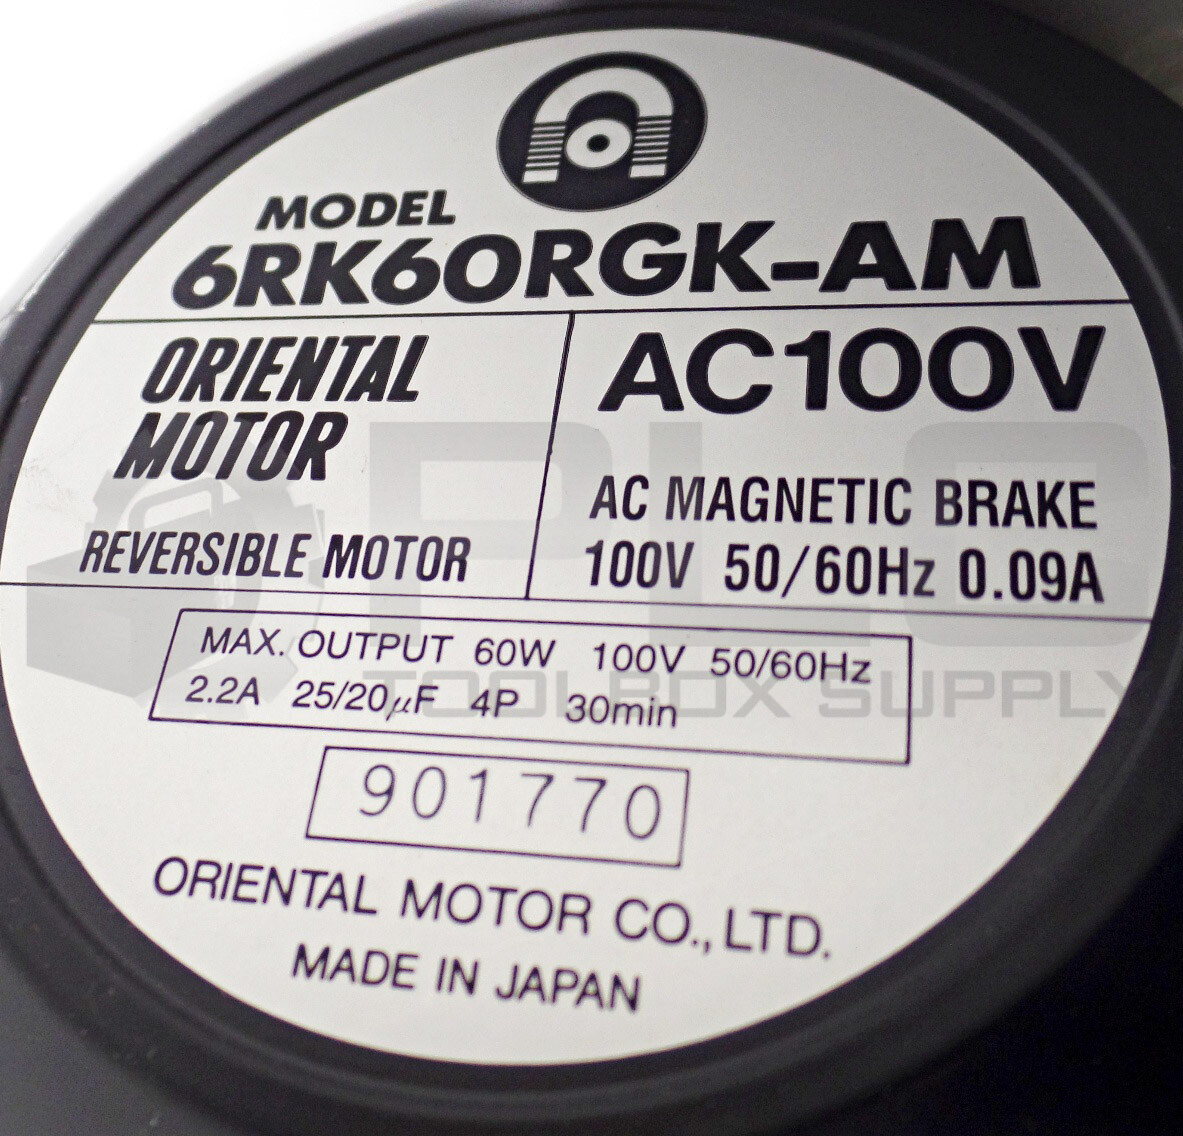 MODEL
6RK60RGK-AM
ORIENTAL
MOTOR
REVERSIBLE MOTOR
AC100V
AC MAGNETIC BRAKE
100V 50/60Hz 0.09A
MAX. OUTPUT 60W 100V 50/60Hz
2.2A 25/20μF 4P 30min
901770
ORIENTAL MOTOR CO., LTD.
MADE IN JAPAN
PLC
TOOLBOX SUPPLY